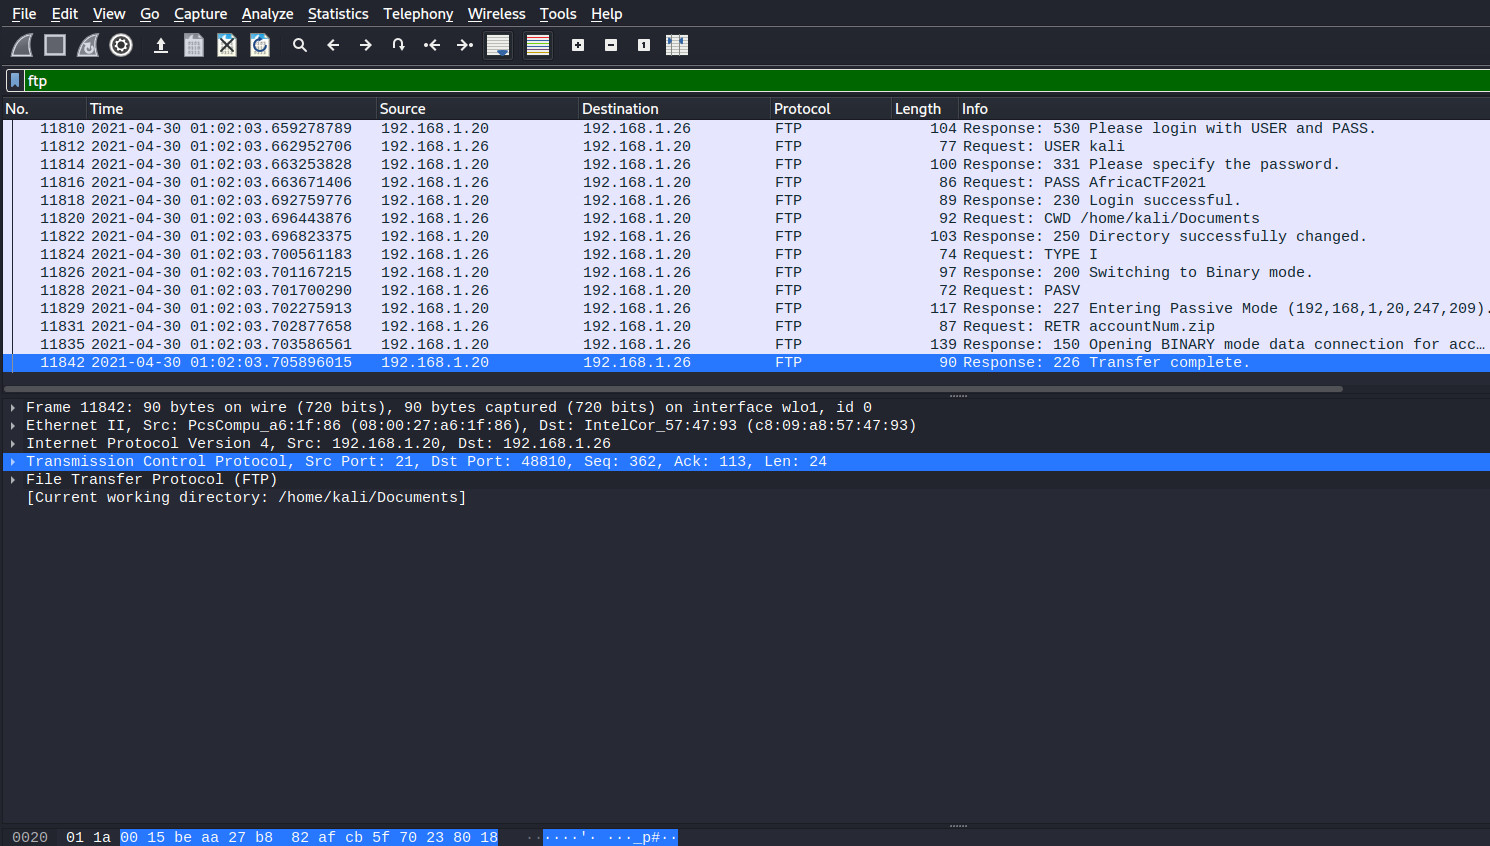 File Edit View Go Capture Analyze Statistics Telephony Wireless Tools Help
ftp
No. Time Source Destination Protocol Length Info
11810 2021-04-30 01:02:03.659278789 192.168.1.20 192.168.1.26 FTP 104 Response: 530 Please login with USER and PASS.
11812 2021-04-30 01:02:03.662952706 192.168.1.26 192.168.1.20 FTP 77 Request: USER kali
11814 2021-04-30 01:02:03.663253828 192.168.1.20 192.168.1.26 FTP 100 Response: 331 Please specify the password.
11816 2021-04-30 01:02:03.663671406 192.168.1.26 192.168.1.20 FTP 86 Request: PASS AfricaCTF2021
11818 2021-04-30 01:02:03.692759776 192.168.1.20 192.168.1.26 FTP 89 Response: 230 Login successful.
11820 2021-04-30 01:02:03.696443876 192.168.1.26 192.168.1.20 FTP 92 Request: CWD /home/kali/Documents
11822 2021-04-30 01:02:03.696823375 192.168.1.20 192.168.1.26 FTP 103 Response: 250 Directory successfully changed.
11824 2021-04-30 01:02:03.700561183 192.168.1.26 192.168.1.20 FTP 74 Request: TYPE I
11826 2021-04-30 01:02:03.701167215 192.168.1.20 192.168.1.26 FTP 97 Response: 200 Switching to Binary mode.
11828 2021-04-30 01:02:03.701700290 192.168.1.26 192.168.1.20 FTP 72 Request: PASV
11829 2021-04-30 01:02:03.702275913 192.168.1.20 192.168.1.26 FTP 117 Response: 227 Entering Passive Mode (192,168,1,20,247,209).
11831 2021-04-30 01:02:03.702877658 192.168.1.26 192.168.1.20 FTP 87 Request: RETR accountNum.zip
11835 2021-04-30 01:02:03.703586561 192.168.1.20 192.168.1.26 FTP 139 Response: 150 Opening BINARY mode data connection for acc…
11842 2021-04-30 01:02:03.705896015 192.168.1.20 192.168.1.26 FTP 90 Response: 226 Transfer complete.
Frame 11842: 90 bytes on wire (720 bits), 90 bytes captured (720 bits) on interface wlo1, id 0
Ethernet II, Src: PcsCompu_a6:1f:86 (08:00:27:a6:1f:86), Dst: IntelCor_57:47:93 (c8:09:a8:57:47:93)
Internet Protocol Version 4, Src: 192.168.1.20, Dst: 192.168.1.26
Transmission Control Protocol, Src Port: 21, Dst Port: 48810, Seq: 362, Ack: 113, Len: 24
File Transfer Protocol (FTP)
[Current working directory: /home/kali/Documents]
0020 01 1a 00 15 be aa 27 b8 82 af cb 5f 70 23 80 18 ······'· ···_p#··